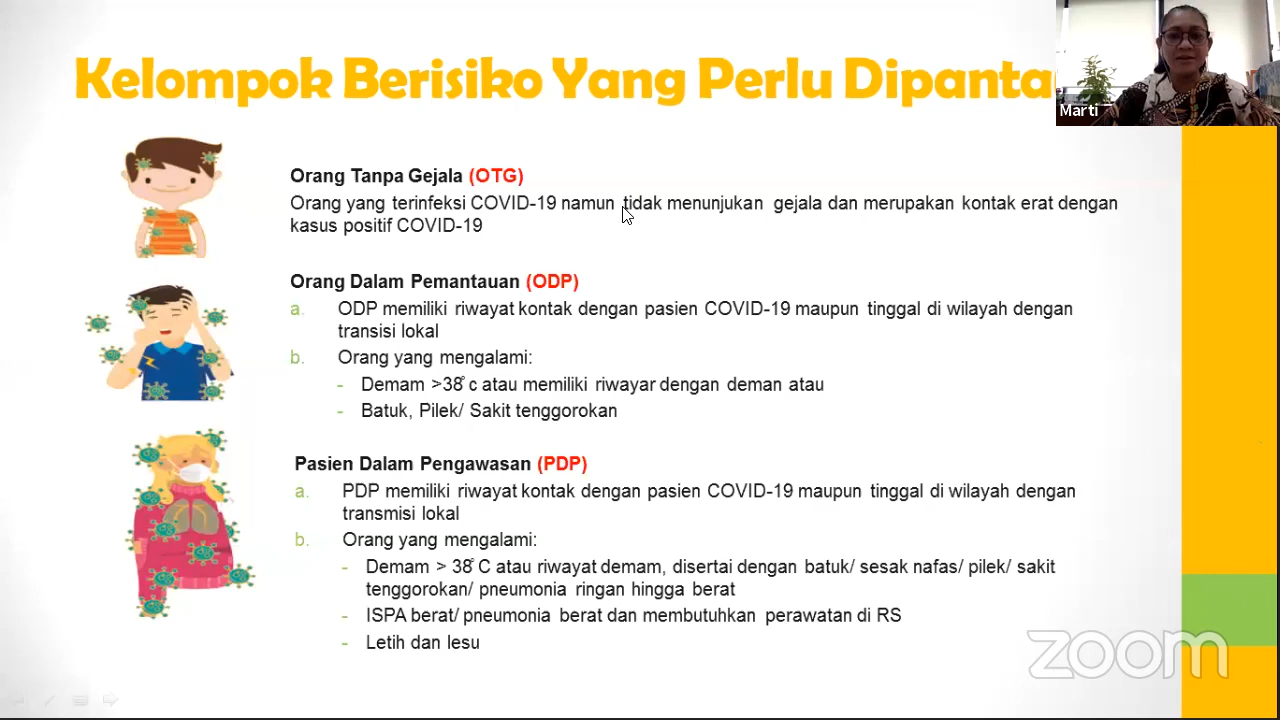 Kelompok Berisiko Yang Perlu Dipanta
Marti
Orang Tanpa Gejala (OTG)
Orang yang terinfeksi COVID-19 namun tidak menunjukan gejala dan merupakan kontak erat dengan
kasus positif COVID-19
Orang Dalam Pemantauan (ODP)
a. ODP memiliki riwayat kontak dengan pasien COVID-19 maupun tinggal di wilayah dengan
transisi lokal
b. Orang yang mengalami:
- Demam >38° c atau memiliki riwayar dengan deman atau
- Batuk, Pilek/ Sakit tenggorokan
Pasien Dalam Pengawasan (PDP)
a. PDP memiliki riwayat kontak dengan pasien COVID-19 maupun tinggal di wilayah dengan
transmisi lokal
b. Orang yang mengalami:
- Demam > 38° C atau riwayat demam, disertai dengan batuk/ sesak nafas/ pilek/ sakit
tenggorokan/ pneumonia ringan hingga berat
- ISPA berat/ pneumonia berat dan membutuhkan perawatan di RS
- Letih dan lesu
zoom